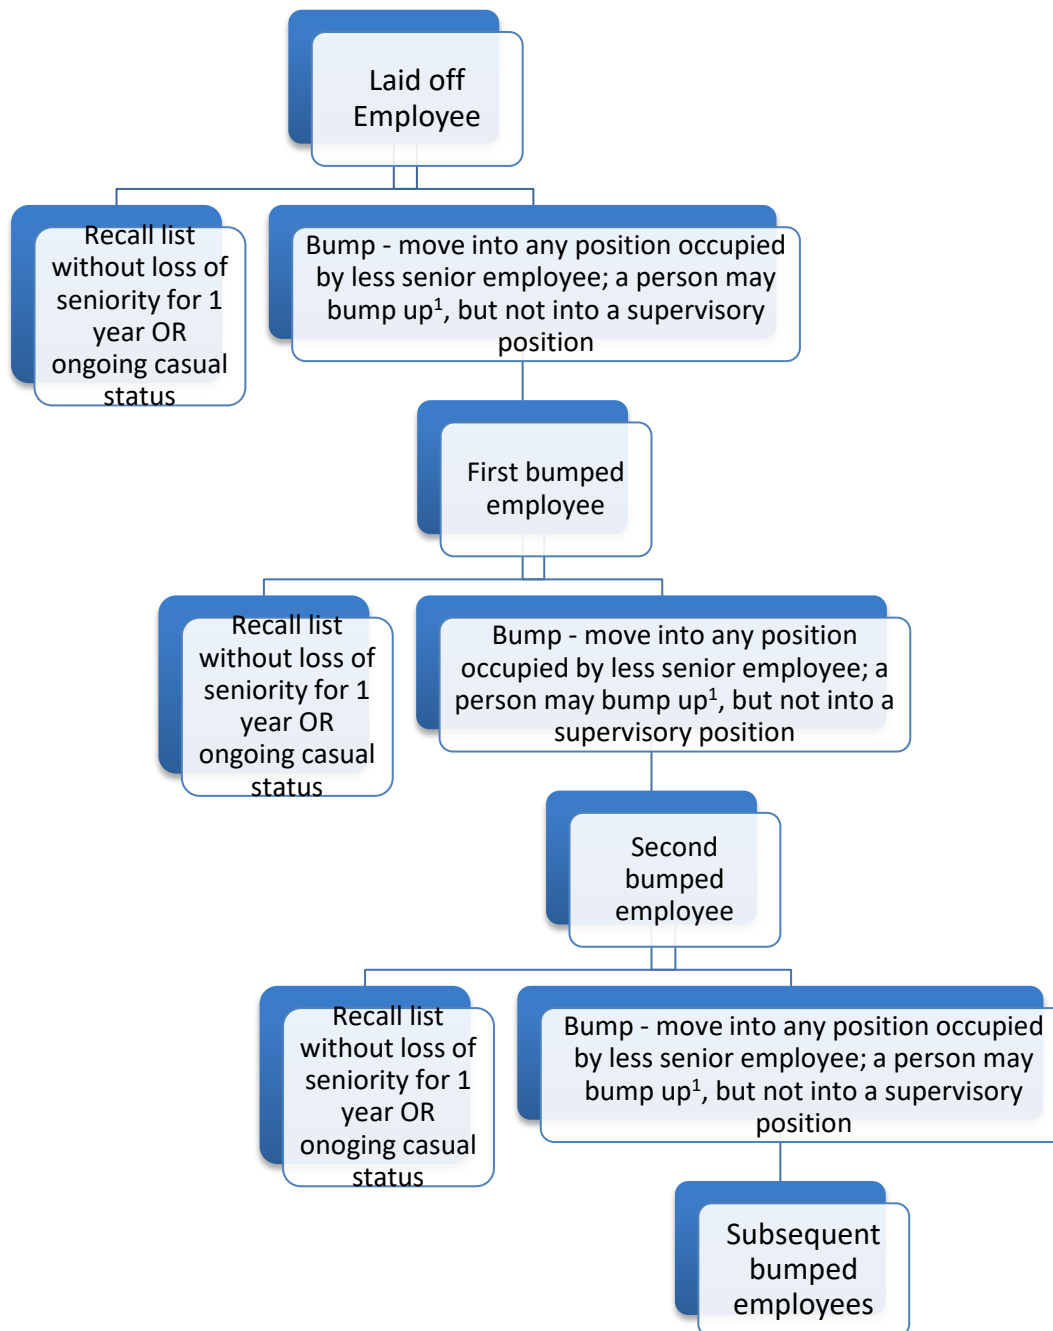 Laid off
Employee
Recall list
without loss of
seniority for 1
year OR
ongoing casual
status
Bump - move into any position occupied
by less senior employee; a person may
bump up¹, but not into a supervisory
position
First bumped
employee
Recall list
without loss of
seniority for 1
year OR
ongoing casual
status
Bump - move into any position
occupied by less senior employee; a
person may bump up¹, but not into a
supervisory position
Second
bumped
employee
Recall list
without loss of
seniority for 1
year OR
onoging casual
status
Bump - move into any position occupied
by less senior employee; a person may
bump up¹, but not into a supervisory
position
Subsequent
bumped
employees